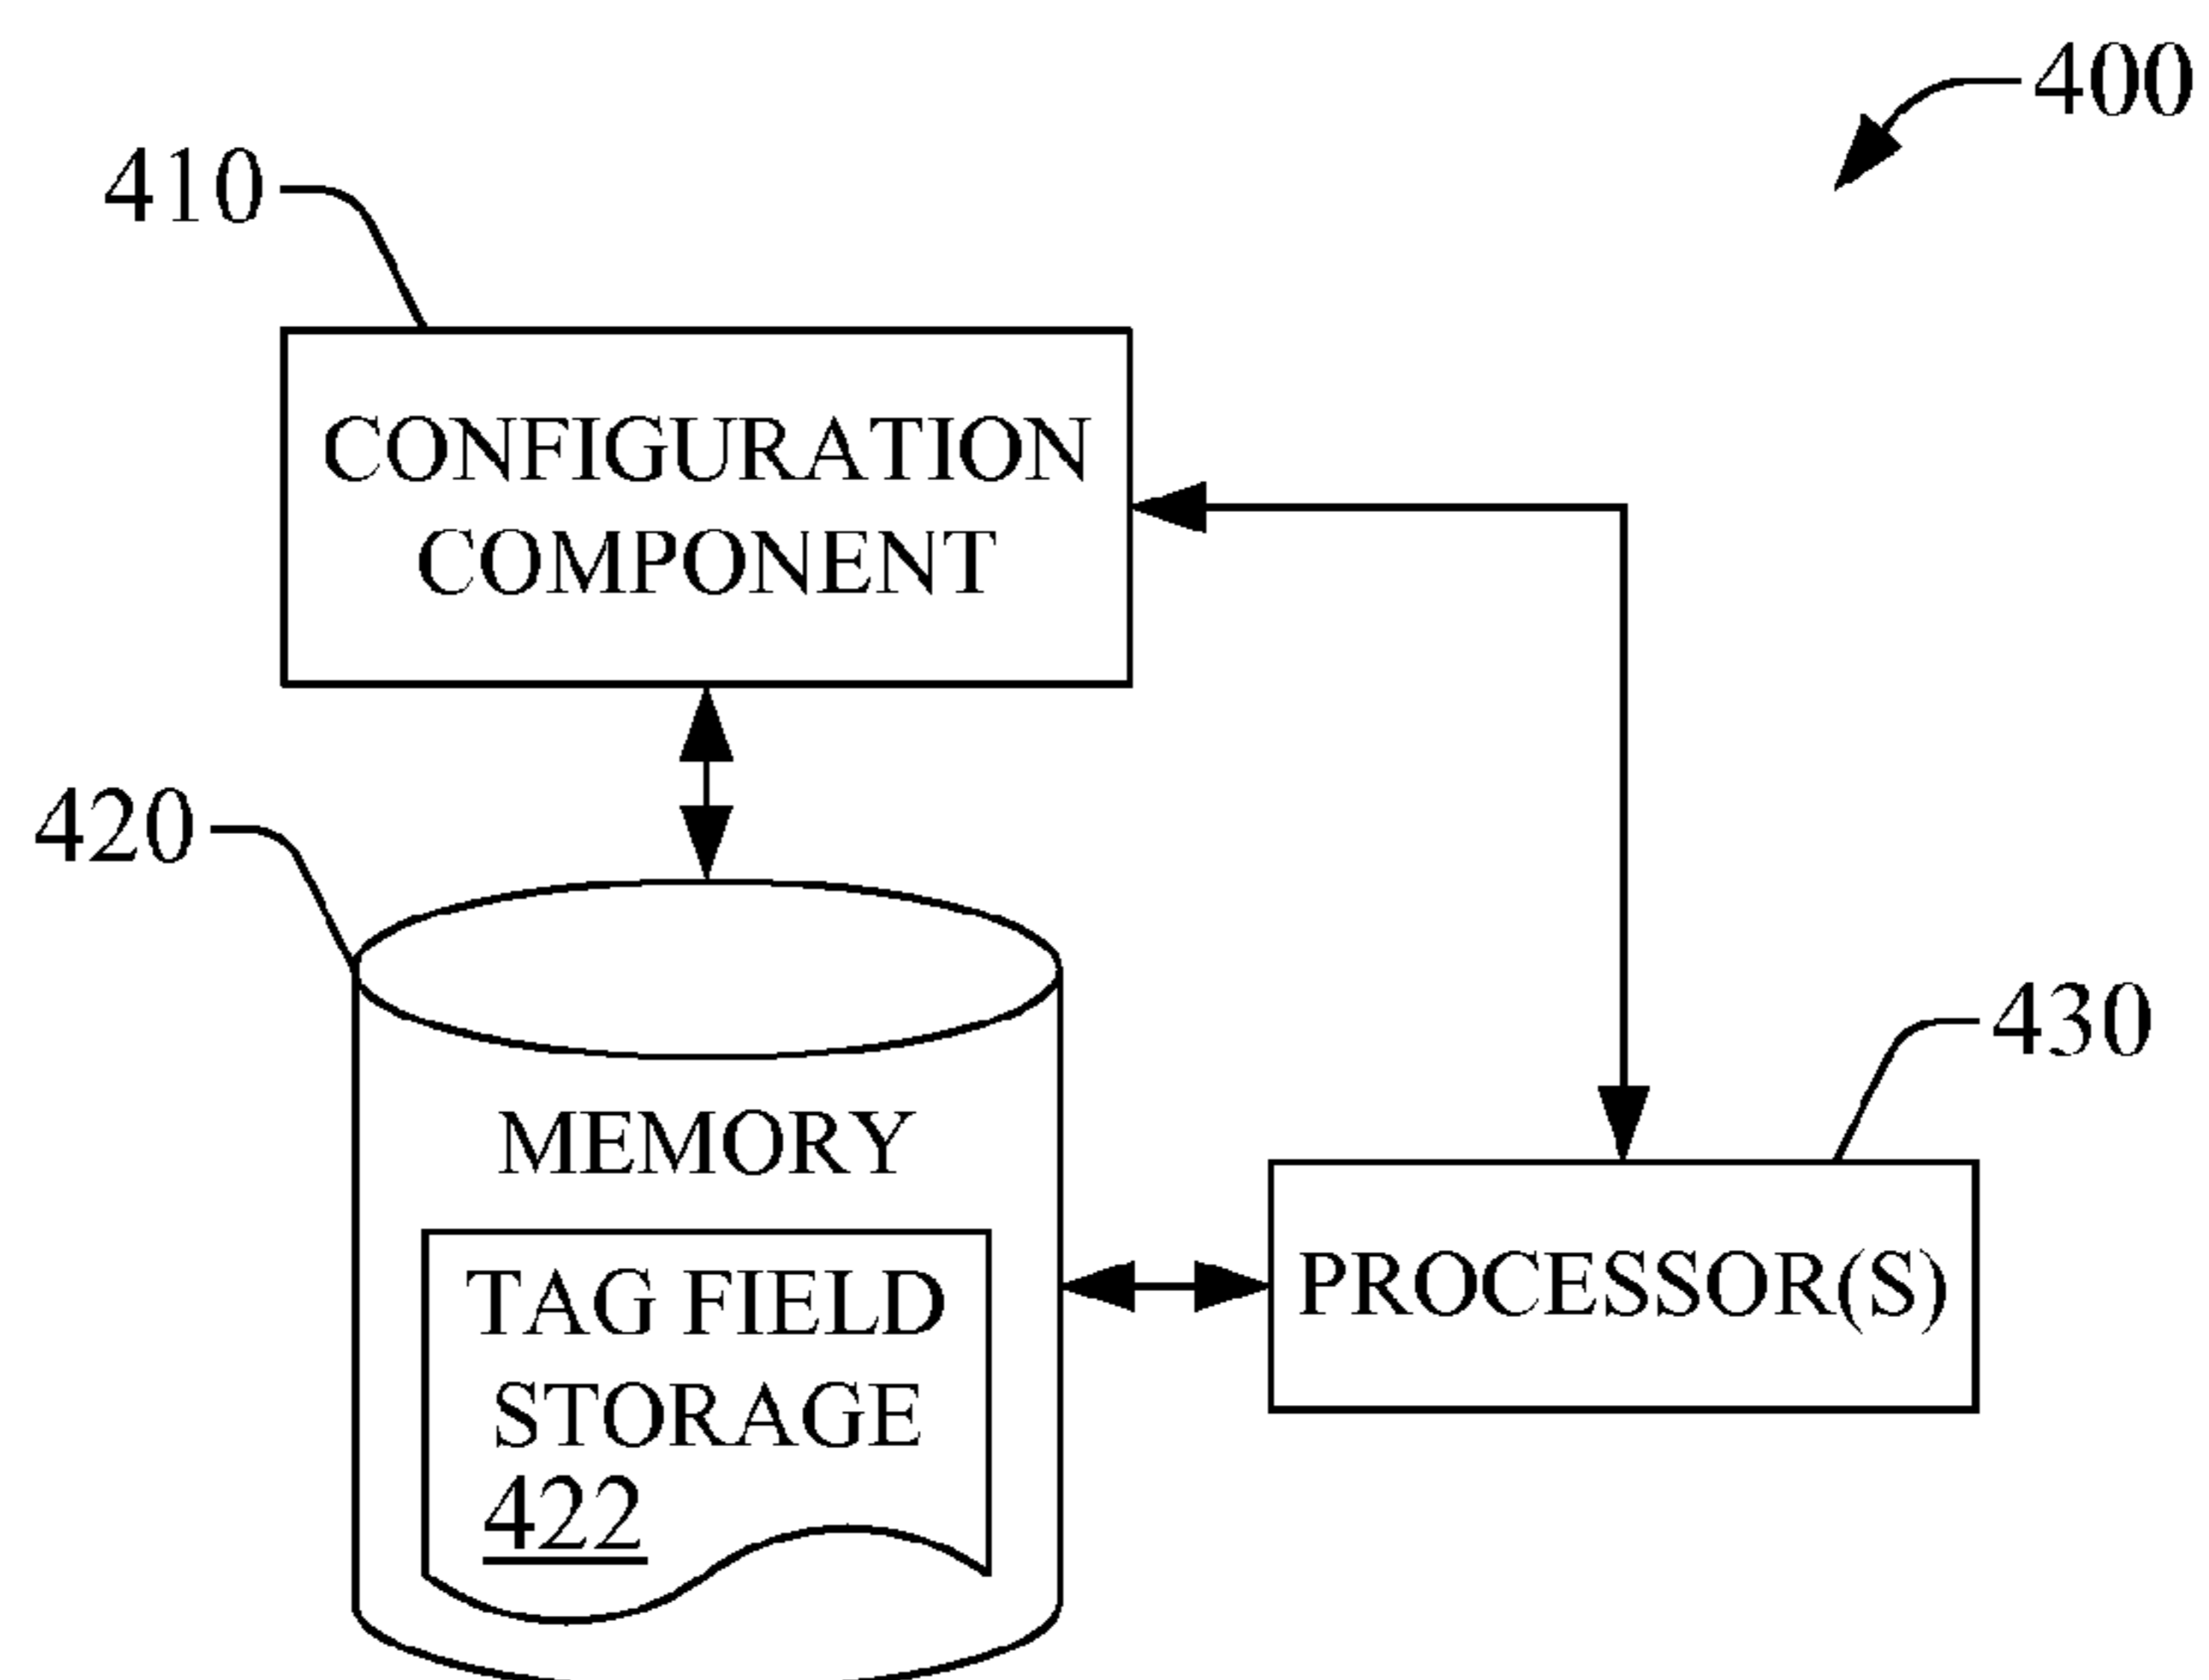 400
410
CONFIGURATION
COMPONENT
420
430
MEMORY
PROCESSOR(S)
TAG FIELD
STORAGE
422